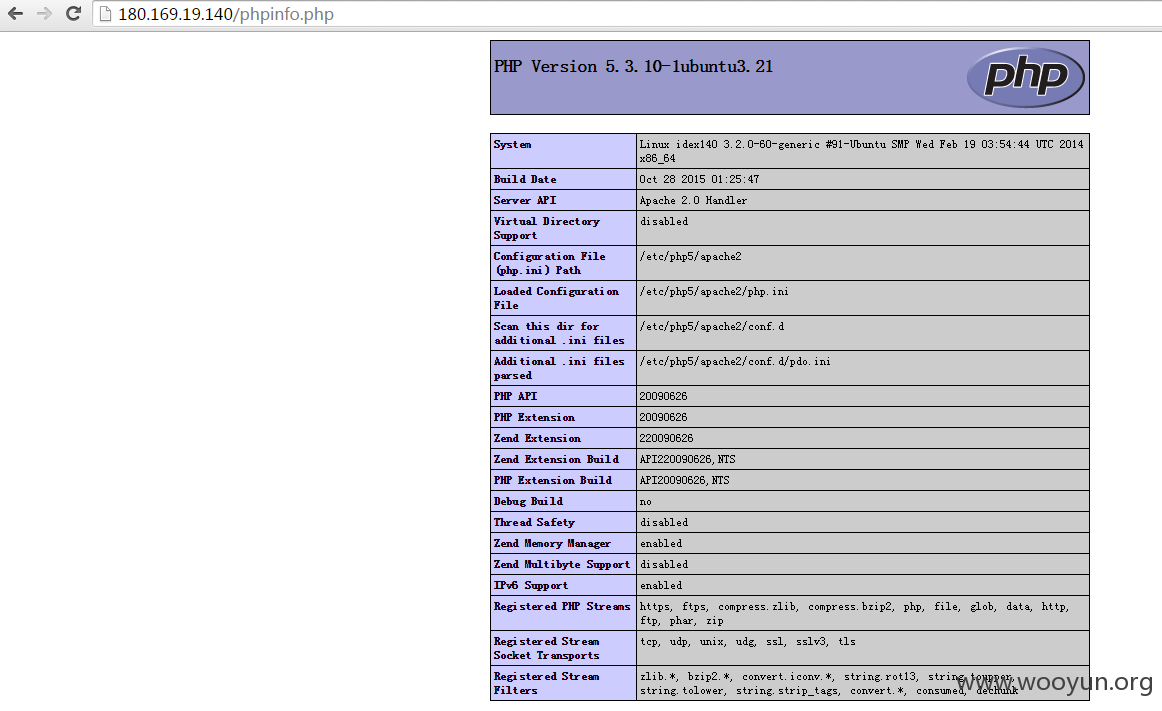 180.169.19.140/phpinfo.php
PHP Version 5.3.10-1ubuntu3.21
php
System
Linux idex140 3.2.0-60-generic #91-Ubuntu SMP Wed Feb 19 03:54:44 UTC 2014
x86_64
Build Date
Oct 28 2015 01:25:47
Server API
Apache 2.0 Handler
Virtual Directory
Support
disabled
Configuration File
(php.ini) Path
/etc/php5/apache2
Loaded Configuration
File
/etc/php5/apache2/php.ini
Scan this dir for
additional .ini files
/etc/php5/apache2/conf.d
Additional .ini files
parsed
/etc/php5/apache2/conf.d/pdo.ini
PHP API
20090626
PHP Extension
20090626
Zend Extension
220090626
Zend Extension Build
API220090626,NTS
PHP Extension Build
API20090626,NTS
Debug Build
no
Thread Safety
disabled
Zend Memory Manager
enabled
Zend Multibyte Support
disabled
IPv6 Support
enabled
Registered PHP Streams
https, ftps, compress.zlib, compress.bzip2, php, file, glob, data, http,
ftp, phar, zip
Registered Stream
Socket Transports
tcp, udp, unix, udg, ssl, sslv3, tls
Registered Stream
Filters
zlib.*, bzip2.*, convert.iconv.*, string.rot13, string.toupper,
string.tolower, string.strip_tags, convert.*, consumed, dechunk
www.wooyun.org